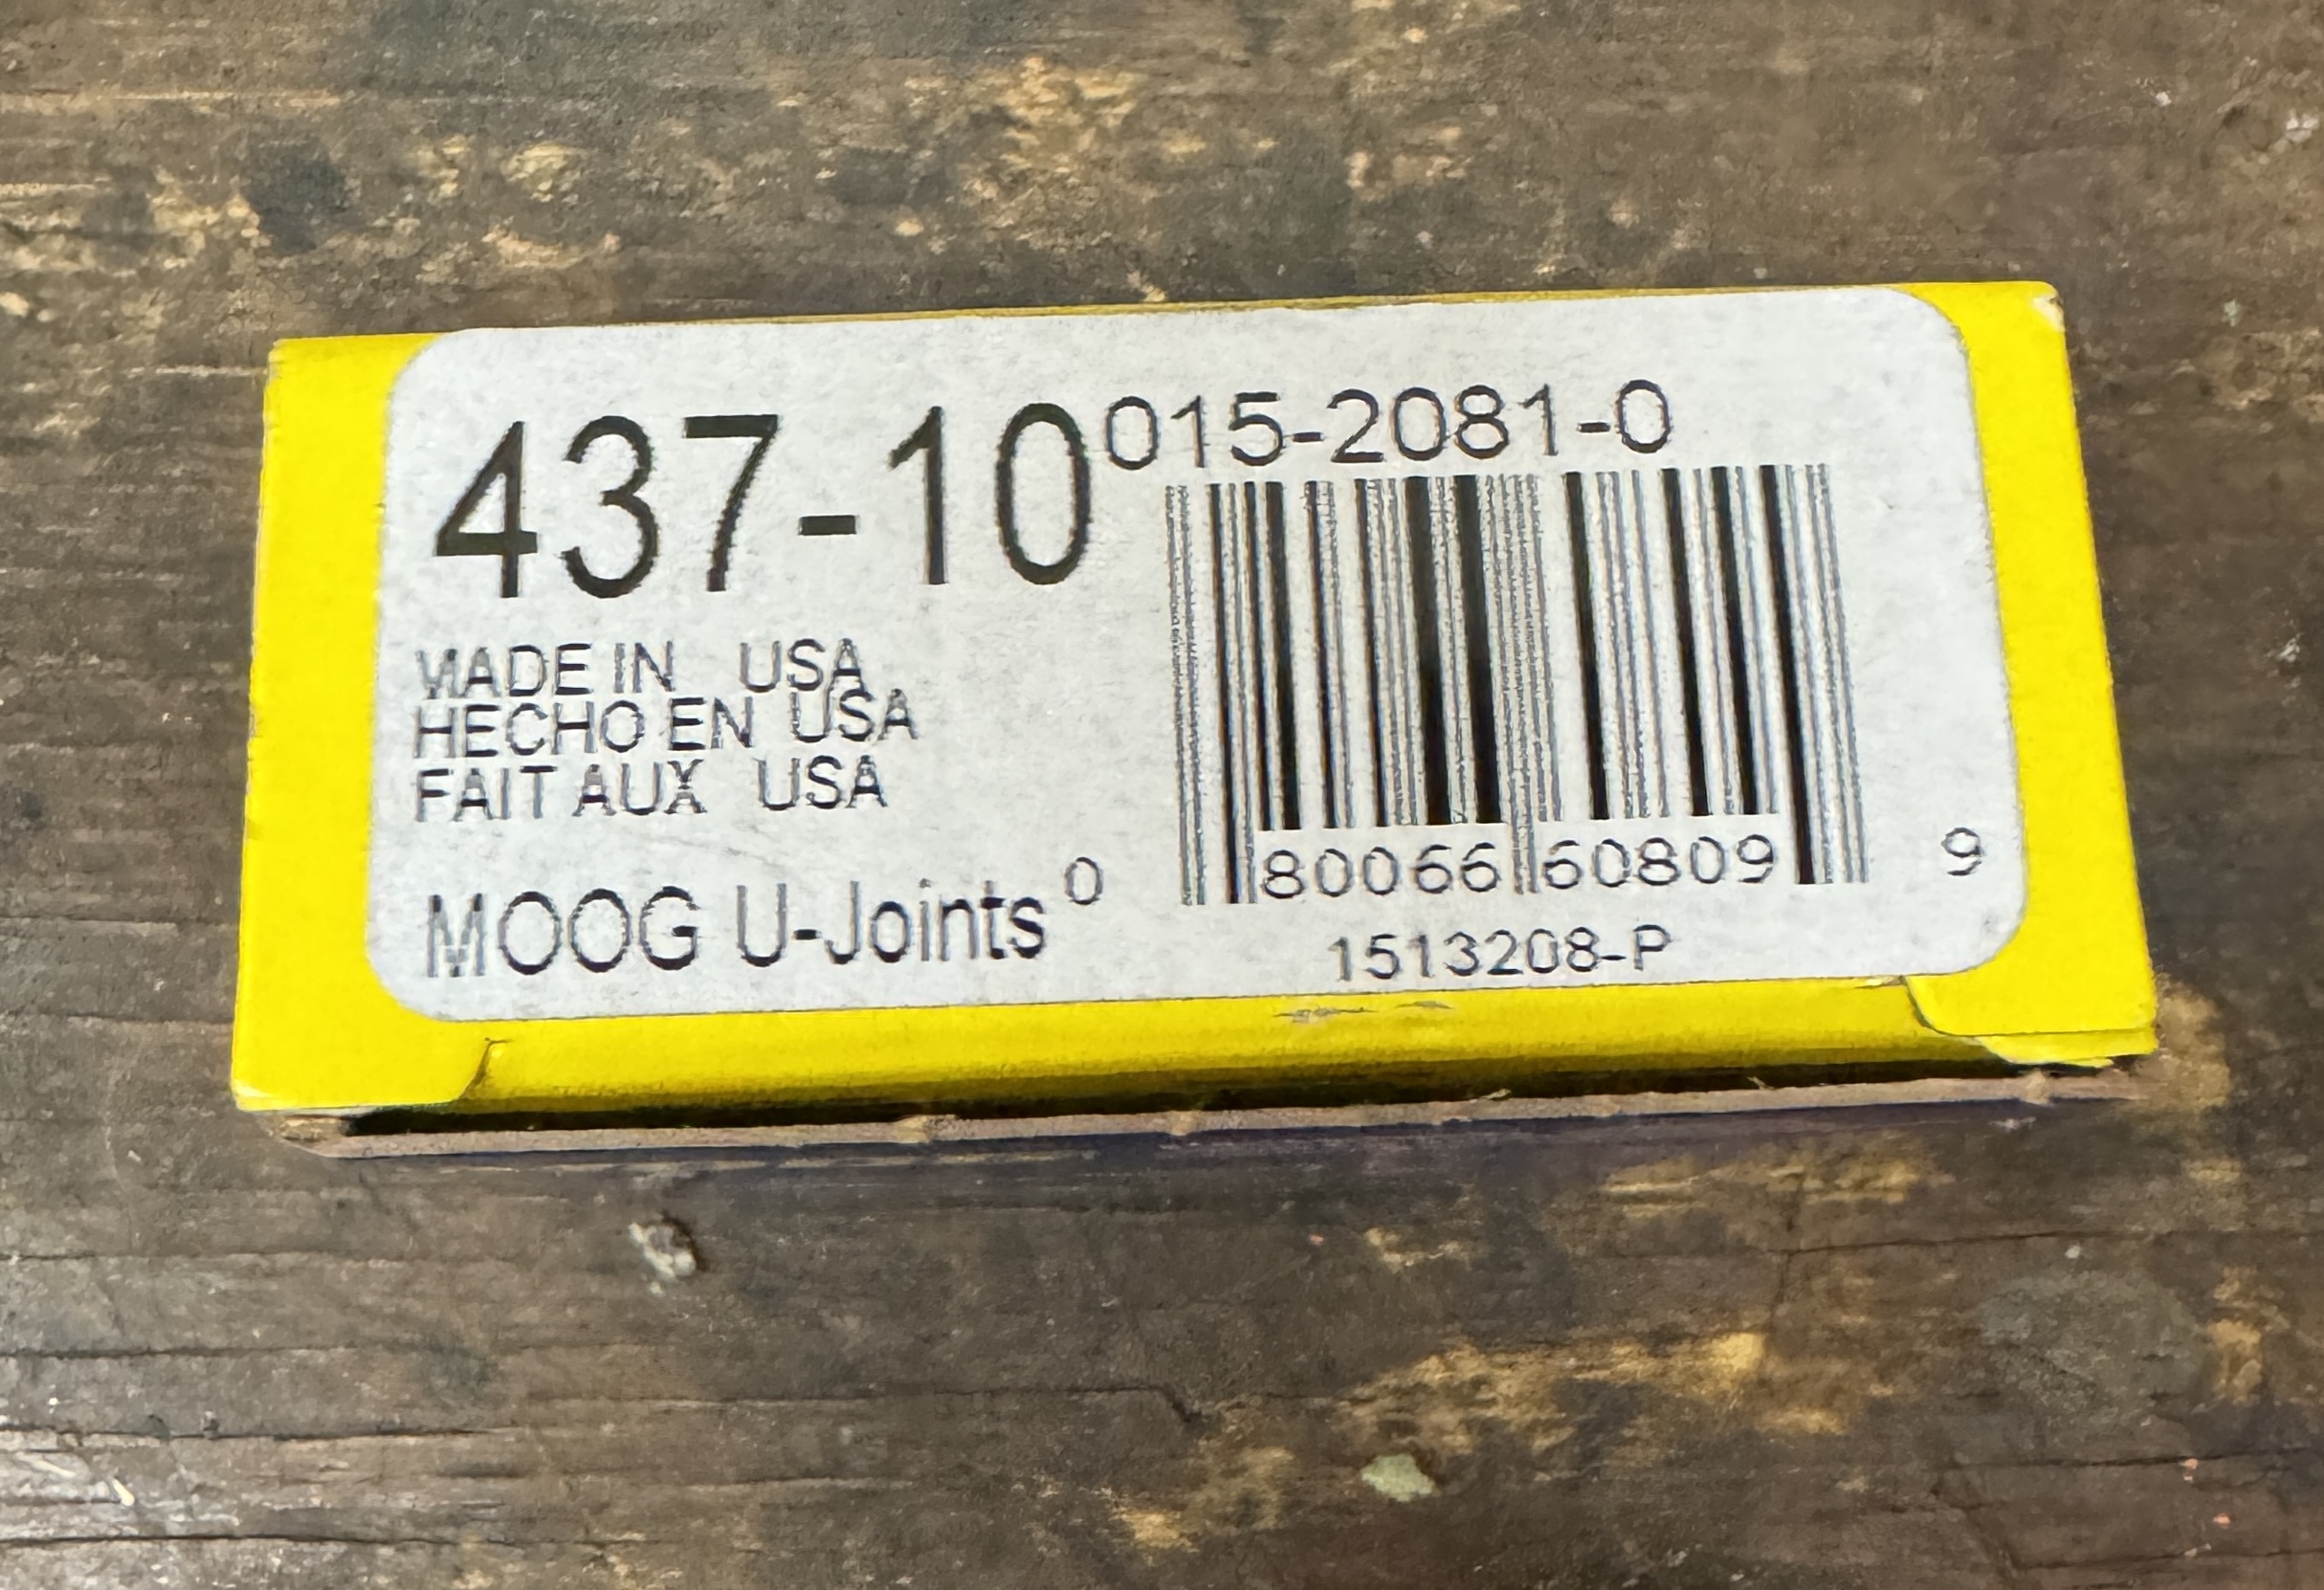 437-10
015-2081-0
MADE IN USA
HECHO EN USA
FAIT AUX USA
MOOG U-Joints
0 80066 60809 9
1513208-P